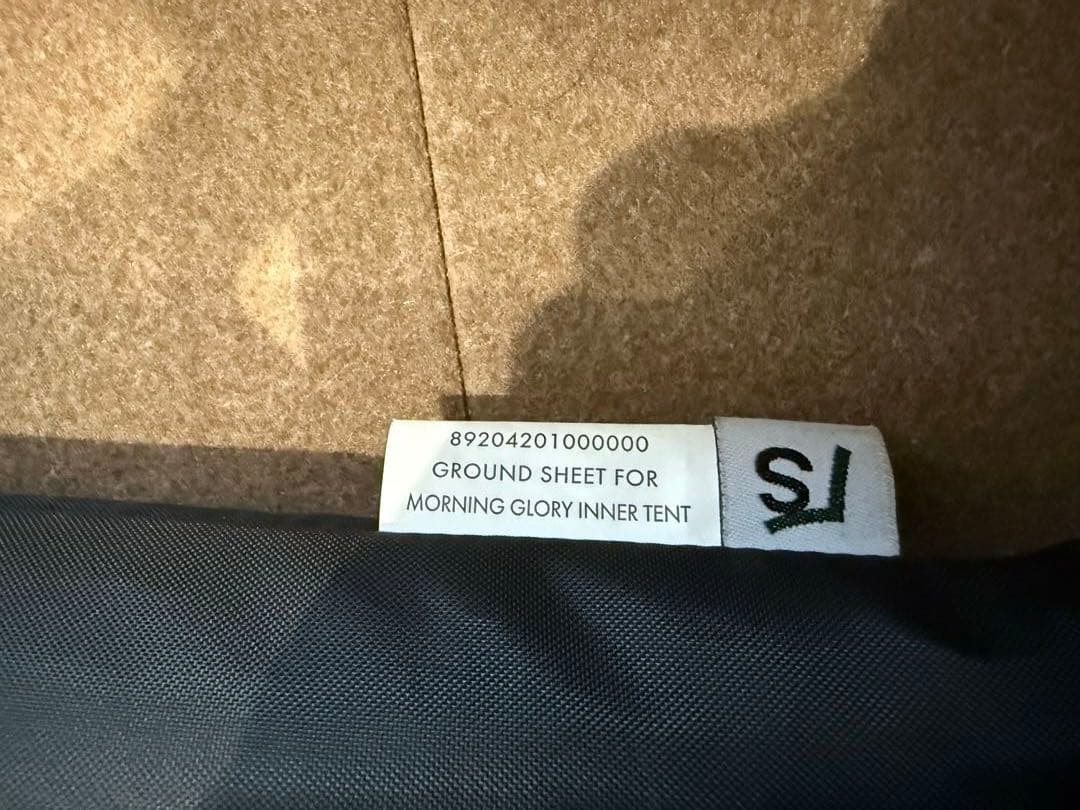 89204201000000
GROUND SHEET FOR
MORNING GLORY INNER TENT